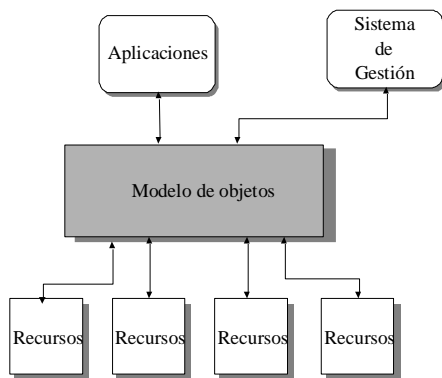 Aplicaciones
Sistema
de
Gestión
Modelo de objetos
Recursos
Recursos
Recursos
Recursos